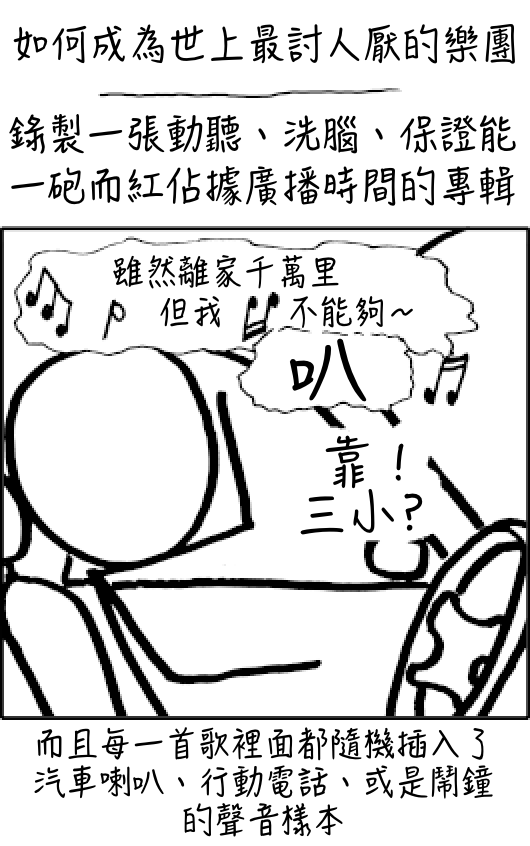 如何成為世上最討人厭的樂團
錄製一張動聽、洗腦、保證能
一砲而紅佔據廣播時間的專輯
雖然離家千萬里
但我 不能夠~
叭
靠！
三小?
而且每一首歌裡面都隨機插入了
汽車喇叭、行動電話、或是鬧鐘
的聲音樣本